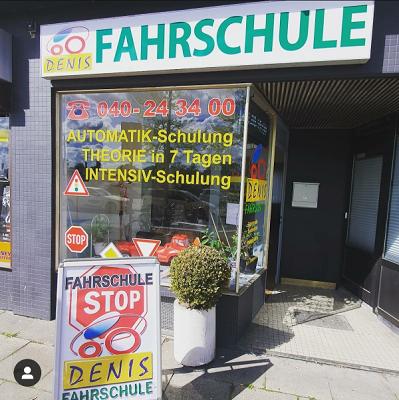 DENIS FAHRSCHULE
040-24 34 00
AUTOMATIK-Schulung
THEORIE in 7 Tagen
INTENSIV-Schulung
STOP
DENIS
FAHRSCHULE
STOP
DENIS
FAHRSCHULE